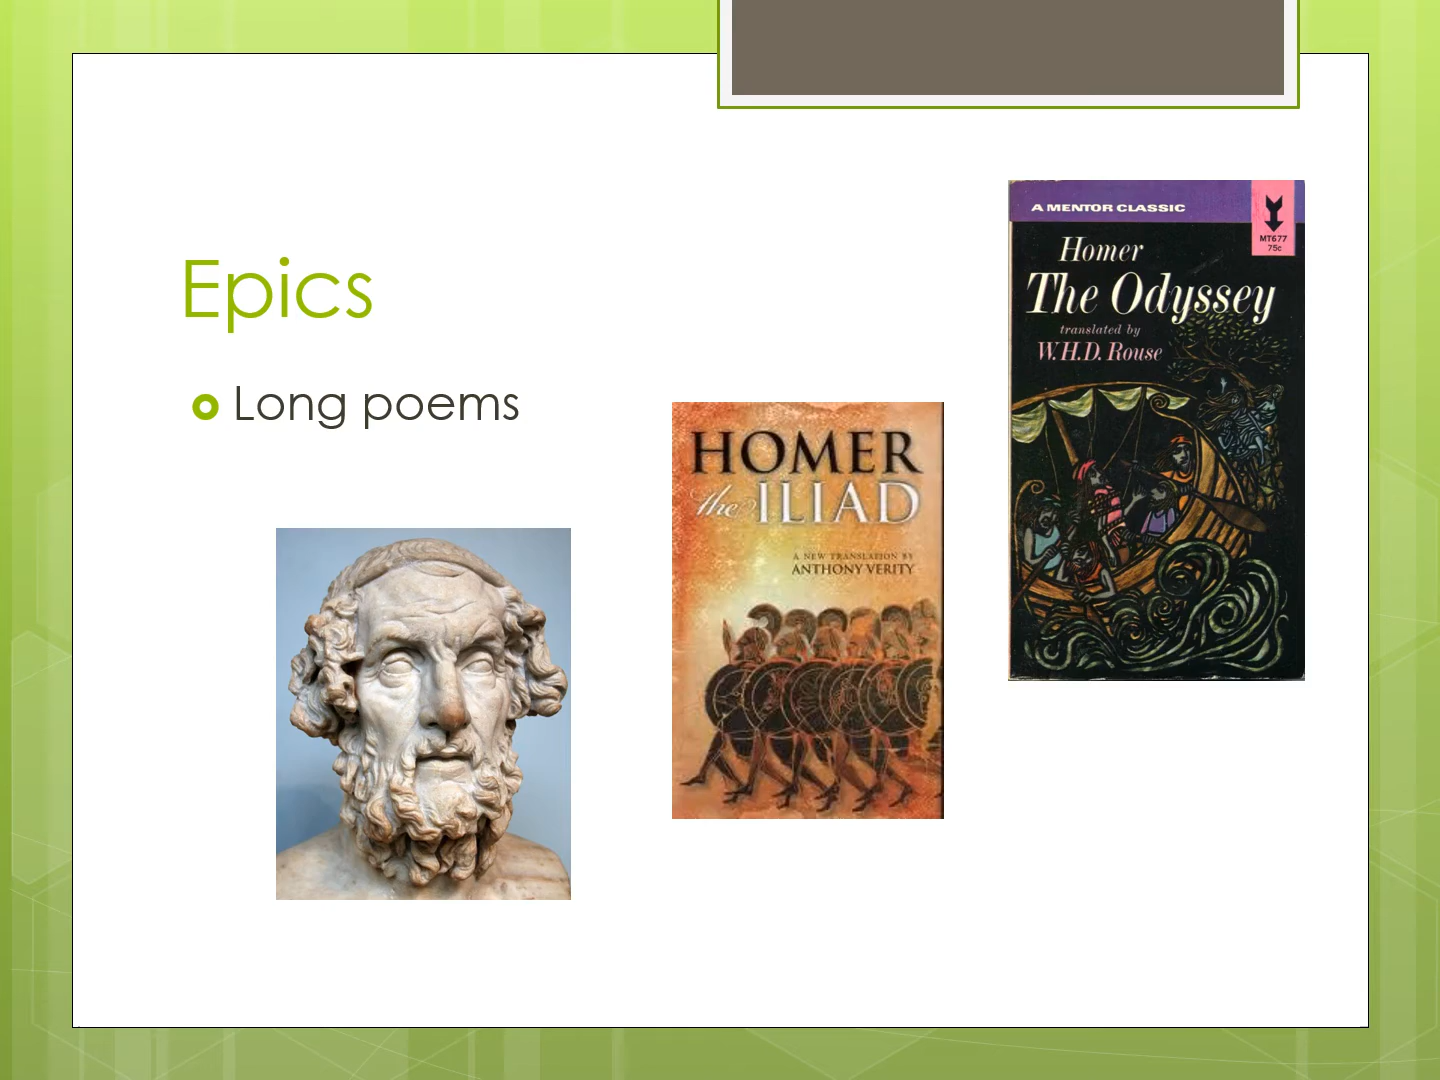 Epics
Long poems
HOMER
the ILIAD
A NEW TRANSLATION BY
ANTHONY VERITY
A MENTOR CLASSIC
MT677
75c
Homer
The Odyssey
translated by
W.H.D. Rouse